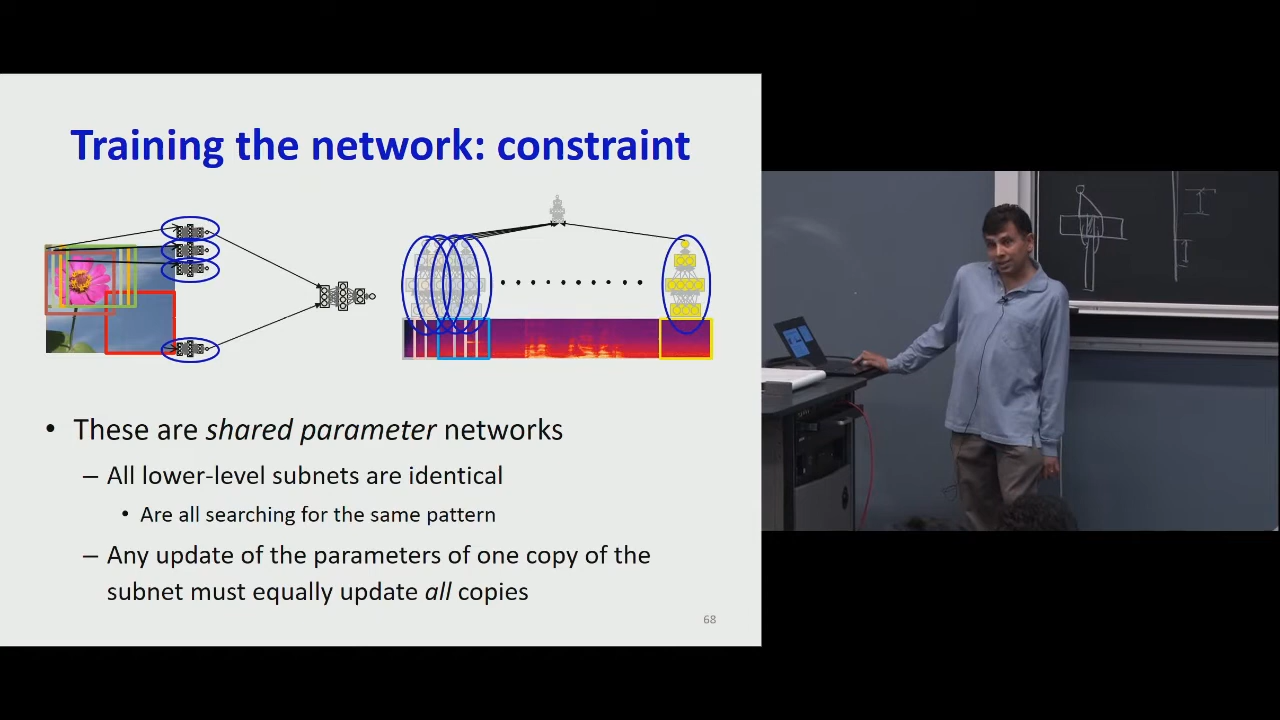 Training the network: constraint
• These are shared parameter networks
– All lower-level subnets are identical
• Are all searching for the same pattern
– Any update of the parameters of one copy of the
subnet must equally update all copies
68